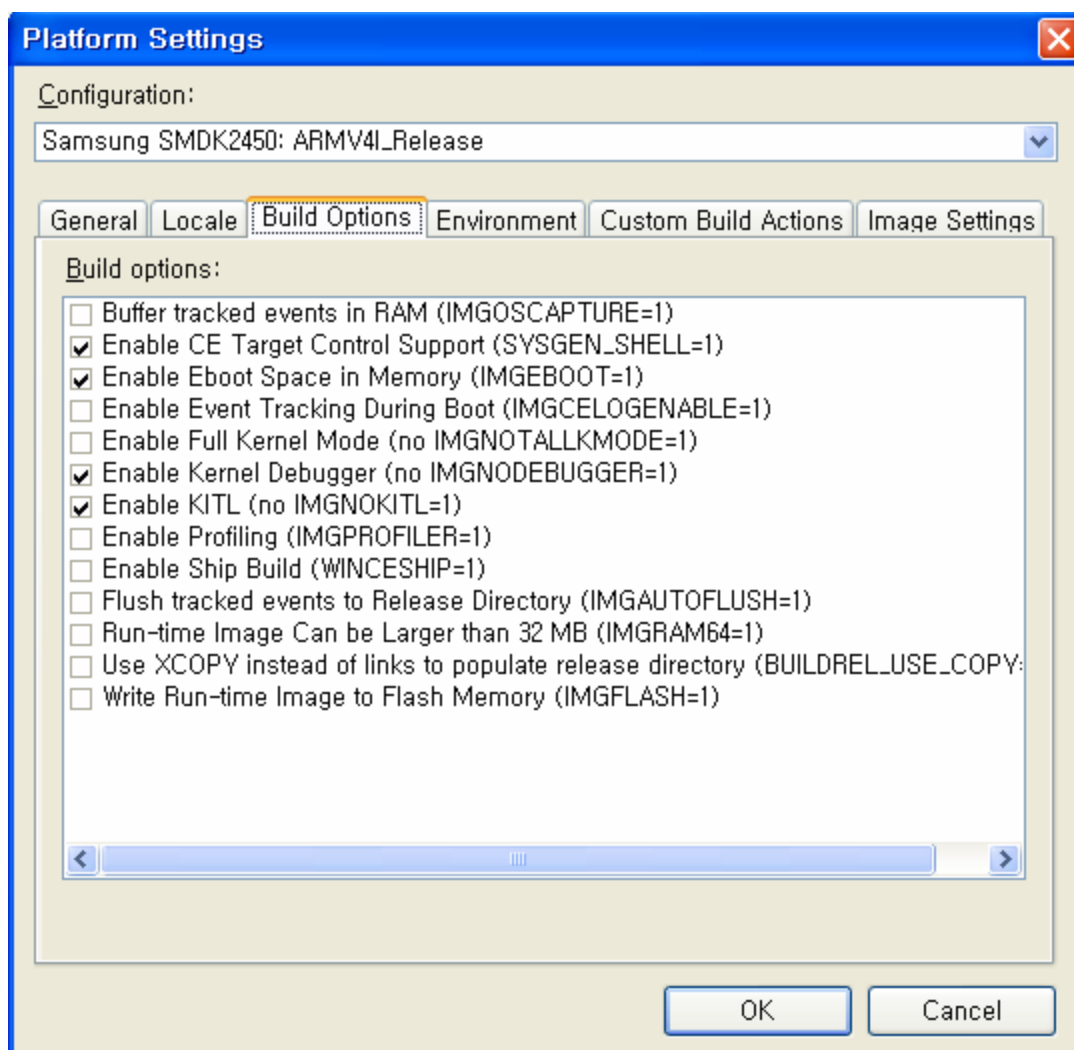 Platform Settings
Configuration:
Samsung SMDK2450: ARMV4I_Release
General Locale Build Options Environment Custom Build Actions Image Settings
Build options:
Buffer tracked events in RAM (IMGOSCAPTURE=1)
Enable CE Target Control Support (SYSGEN_SHELL=1)
Enable Eboot Space in Memory (IMGEBOOT=1)
Enable Event Tracking During Boot (IMGCELOGENABLE=1)
Enable Full Kernel Mode (no IMGNOTALLKMODE=1)
Enable Kernel Debugger (no IMGNODEBUGGER=1)
Enable KITL (no IMGNOKITL=1)
Enable Profiling (IMGPROFILER=1)
Enable Ship Build (WINCESHIP=1)
Flush tracked events to Release Directory (IMGAUTOFLUSH=1)
Run-time Image Can be Larger than 32 MB (IMGRAM64=1)
Use XCOPY instead of links to populate release directory (BUILDREL_USE_COPY=
Write Run-time Image to Flash Memory (IMGFLASH=1)
OK Cancel